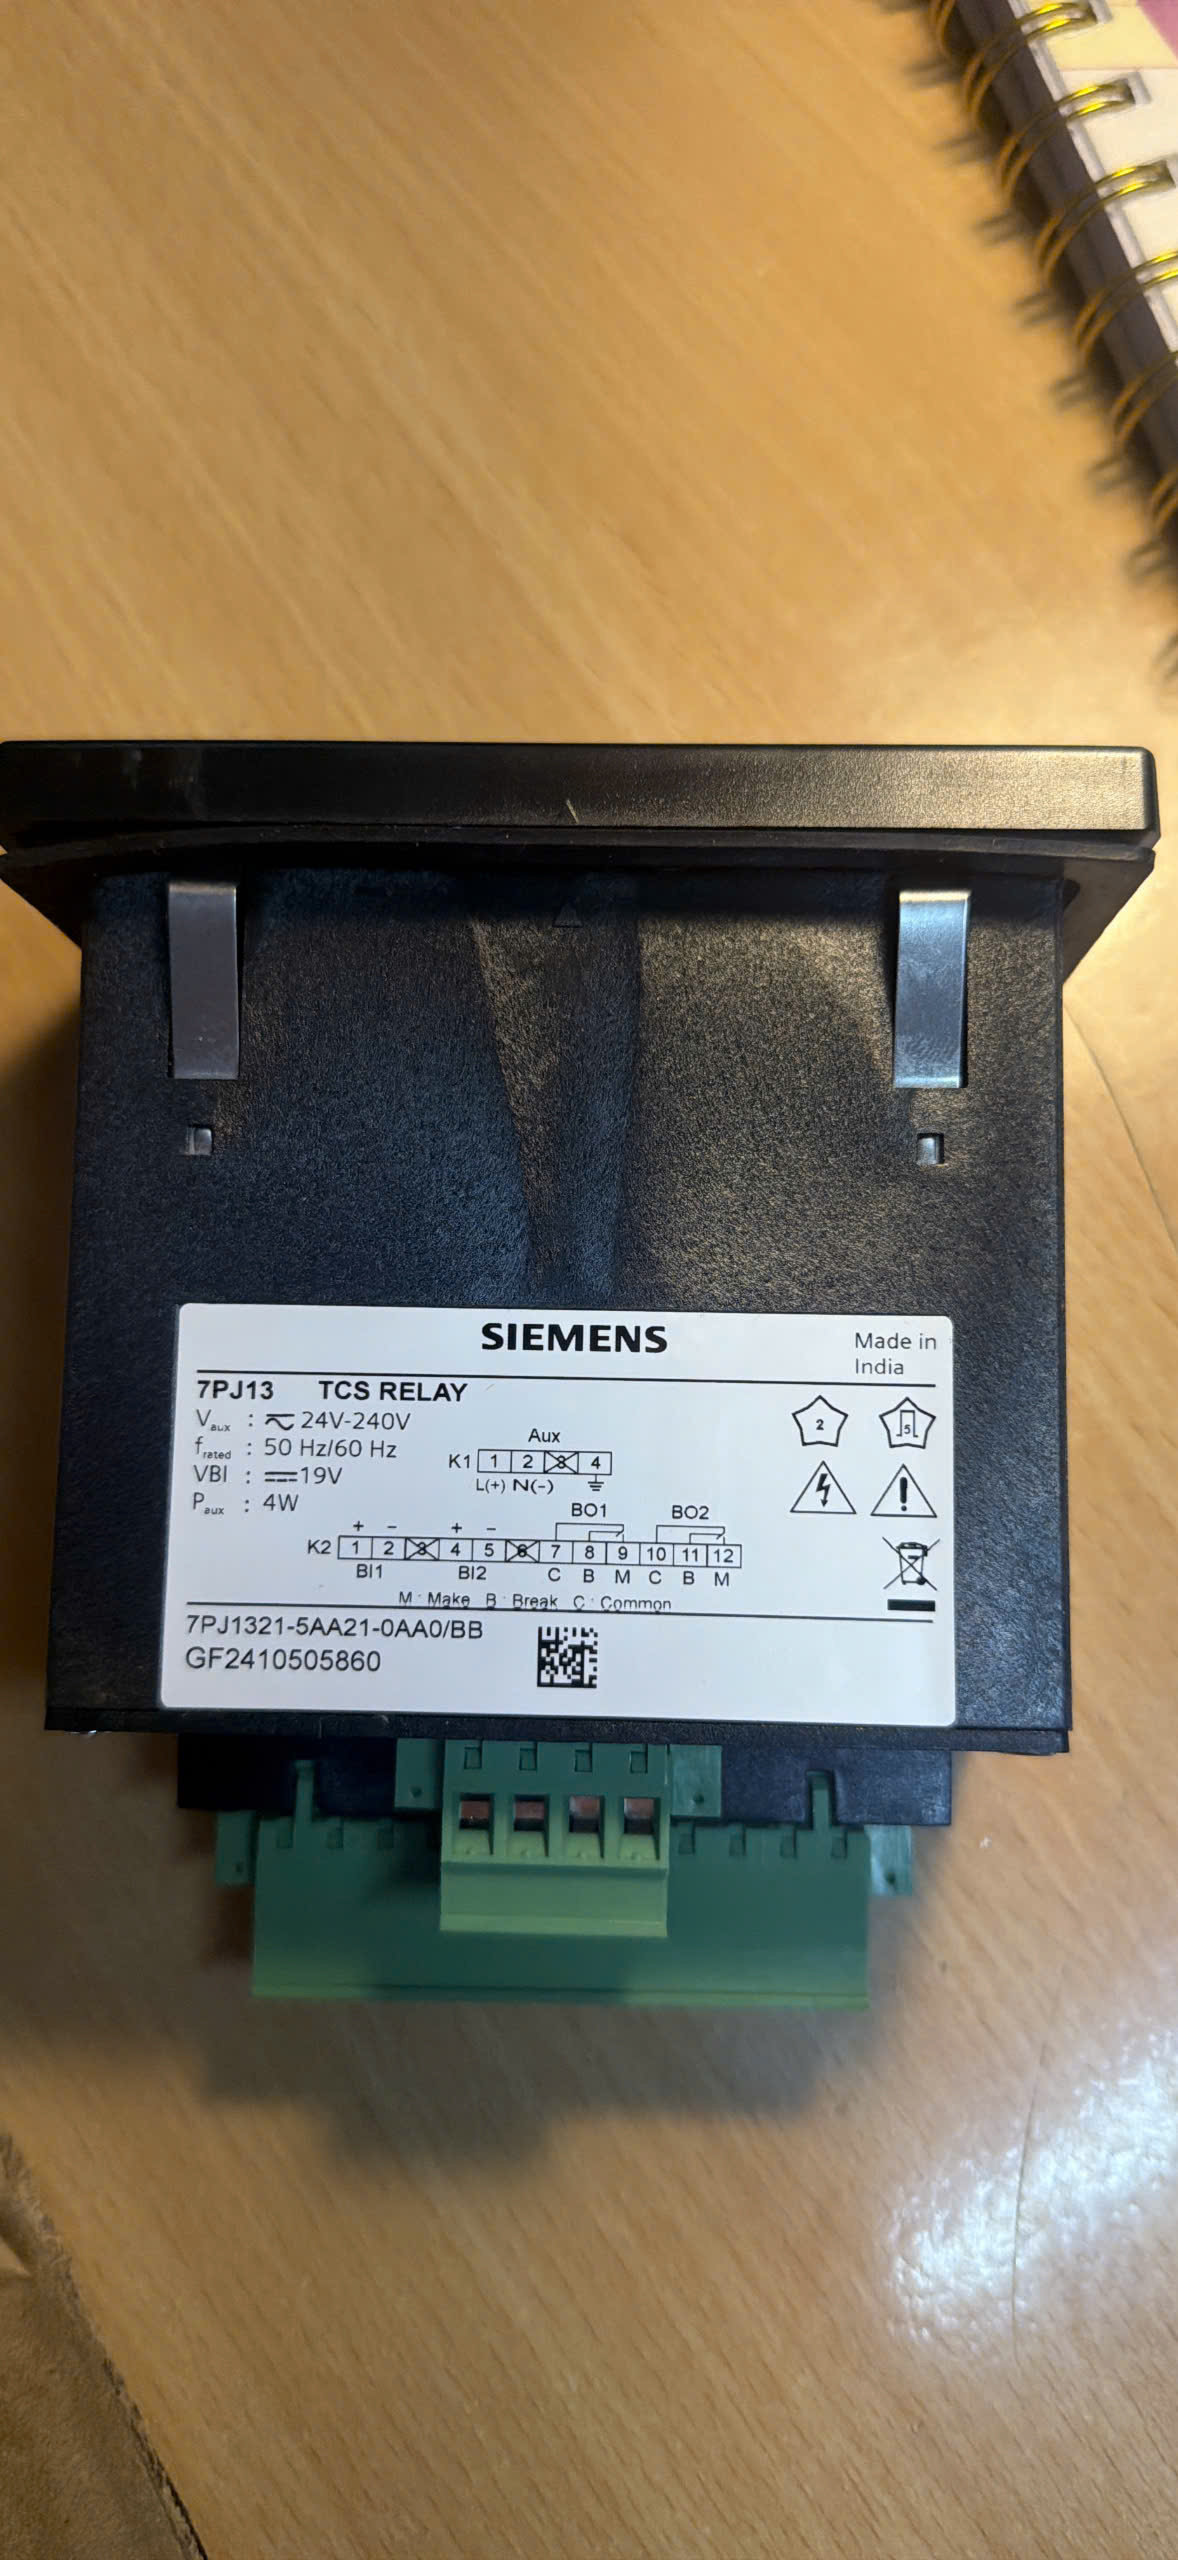 SIEMENS
Made in
India
7PJ13 TCS RELAY
Vaux : 24V-240V
frated : 50 Hz/60 Hz
VBI : 19V
Paux : 4W
Aux
K1 1 2 3 4
L(+) N(-)
BO1 BO2
+ - + -
K2 1 2 3 4 5 6 7 8 9 10 11 12
BI1 BI2 C B M C B M
M : Make B : Break C : Common
7PJ1321-5AA21-0AA0/BB
GF2410505860
2
5